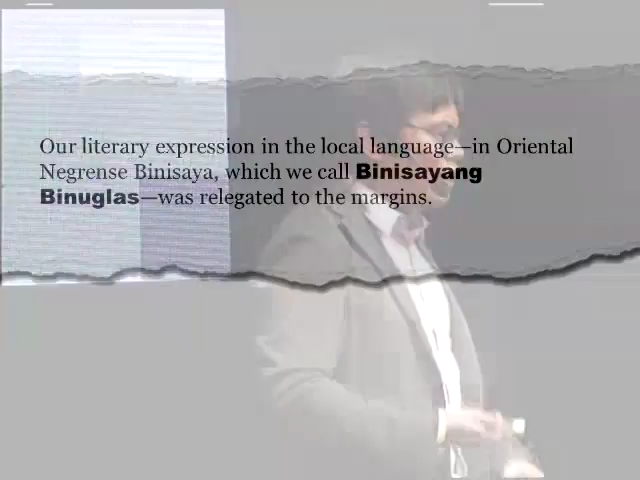 Our literary expression in the local language—in Oriental
Negrense Binisaya, which we call Binisayang
Binuglas—was relegated to the margins.